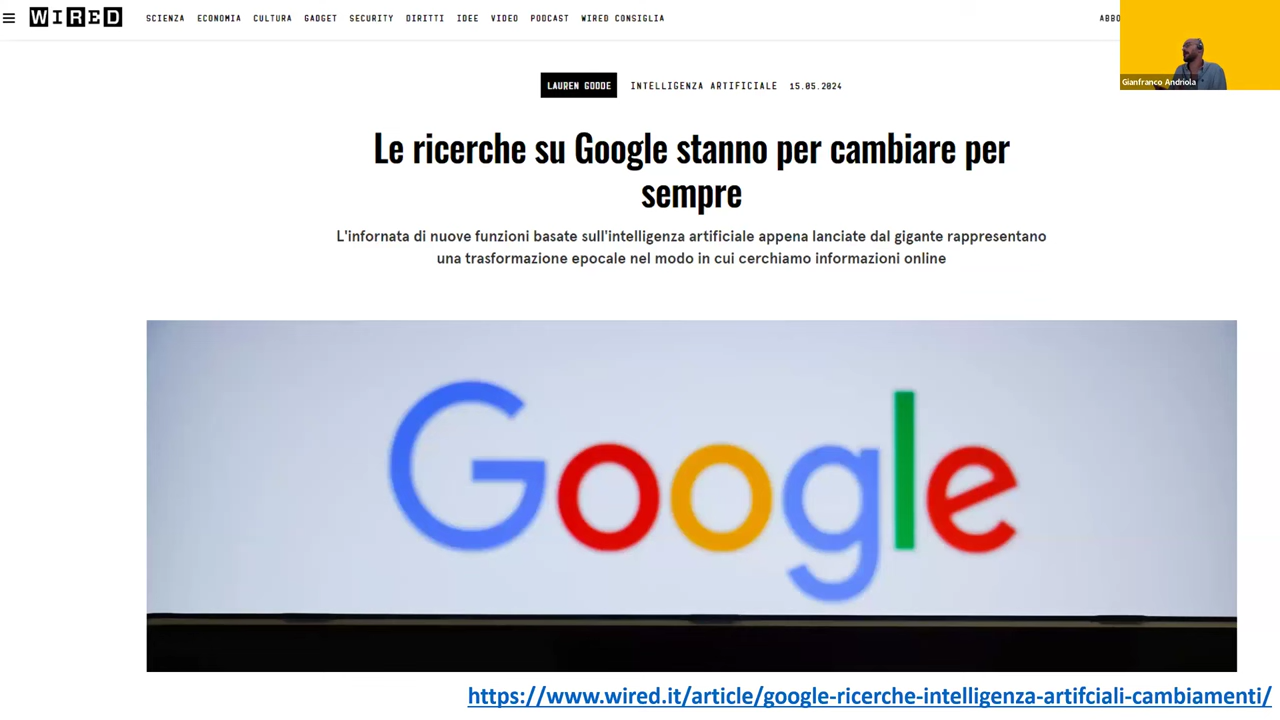 WIRED
SCIENZA ECONOMIA CULTURA GADGET SECURITY DIRITTI IDEE VIDEO PODCAST WIRED CONSIGLIA
Gianfranco Andriola
LAUREN GOODE INTELLIGENZA ARTIFICIALE 15.05.2024
Le ricerche su Google stanno per cambiare per
sempre
L'infornata di nuove funzioni basate sull'intelligenza artificiale appena lanciate dal gigante rappresentano
una trasformazione epocale nel modo in cui cerchiamo informazioni online
Google
https://www.wired.it/article/google-ricerche-intelligenza-artifciali-cambiamenti/